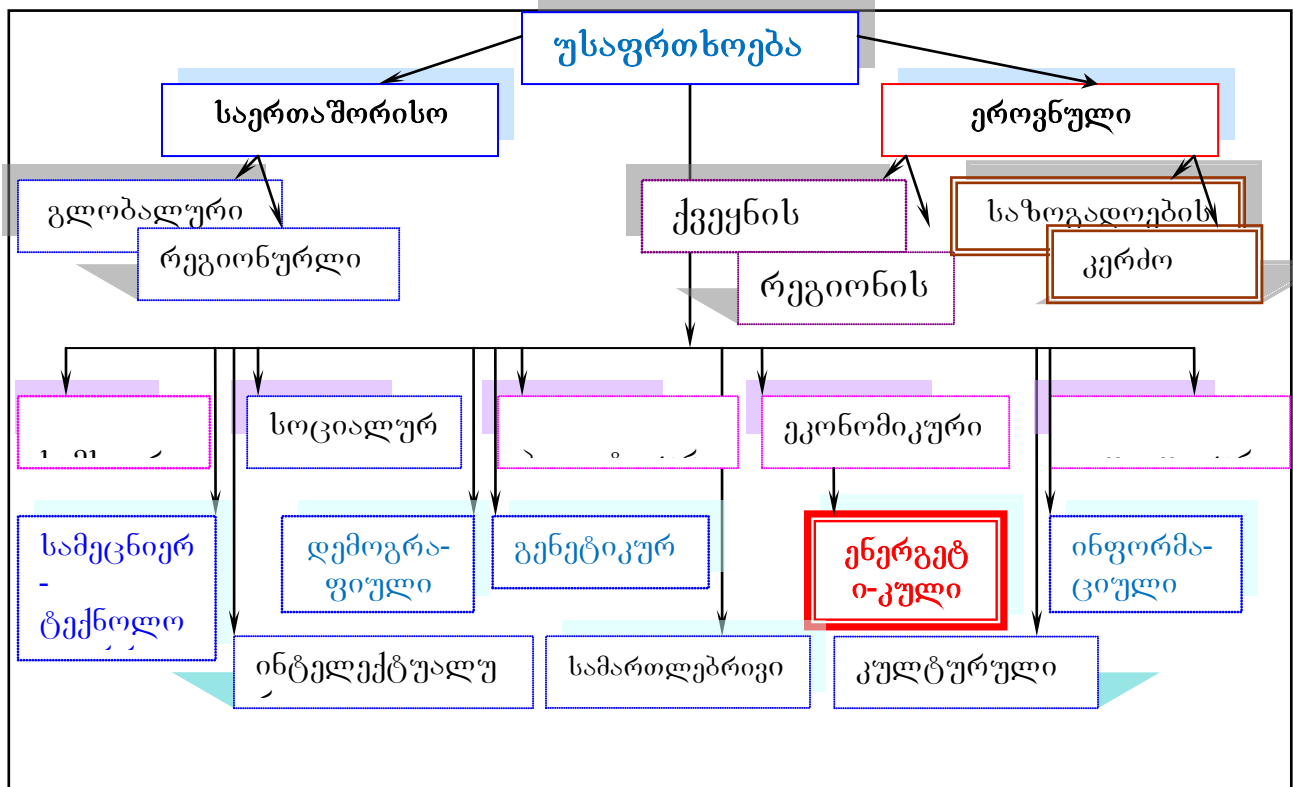 უსაფრთხოება
საერთაშორისო
ეროვნული
გლობალური
რეგიონურლი
ქვეყნის
რეგიონის
საზოგადოების
კერძო
სოციალურ
ეკონომიკური
სამეცნიერ
-
ტექნოლო
დემოგრა-
ფიული
გენეტიკურ
ენერგეტ
ი-კული
ინფორმა-
ციული
ინტელექტუალუ
რ
სამართლებრივი
კულტურული